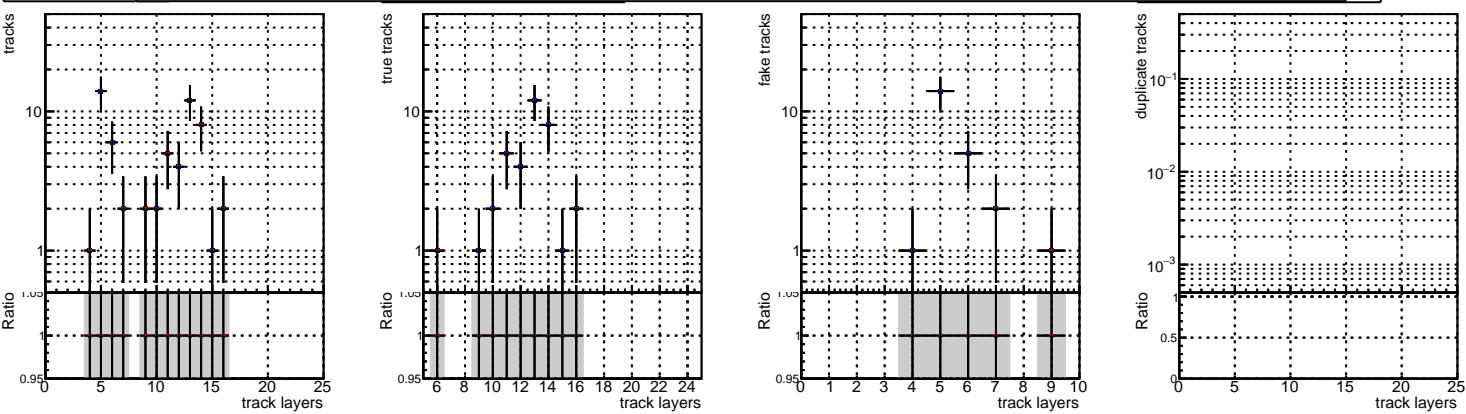 tracks
10
1
Ratio
1.05
1
0.95
0 5 10 15 20 25
track layers
true tracks
10
1
Ratio
1.05
1
0.95
6 8 10 12 14 16 18 20 22 24
track layers
fake tracks
10
1
Ratio
1.05
1
0.95
0 1 2 3 4 5 6 7 8 9 10
track layers
duplicate tracks
10⁻¹
10⁻²
10⁻³
Ratio
1
0.5
0
0 5 10 15 20 25
track layers